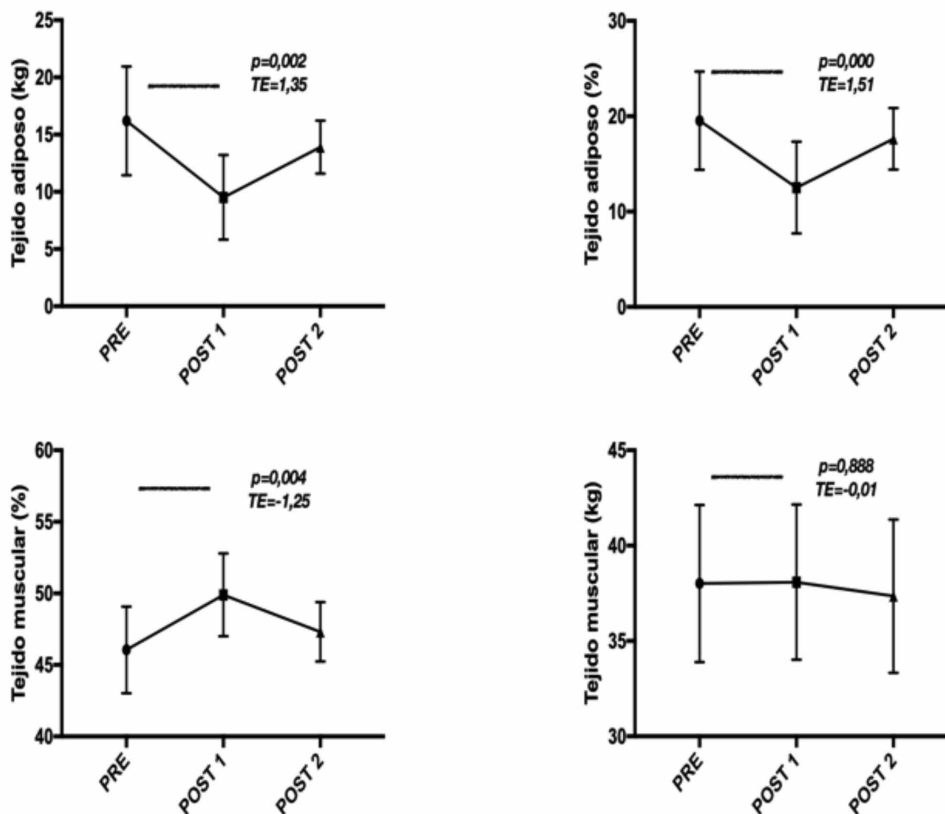 Tejido adiposo (kg)
25
20
15
10
5
0
p=0,002
TE=1,35
PRE
POST 1
POST 2
Tejido adiposo (%)
30
20
10
0
p=0,000
TE=1,51
PRE
POST 1
POST 2
Tejido muscular (%)
60
55
50
45
40
p=0,004
TE=-1,25
PRE
POST 1
POST 2
Tejido muscular (kg)
45
40
35
30
p=0,888
TE=-0,01
PRE
POST 1
POST 2